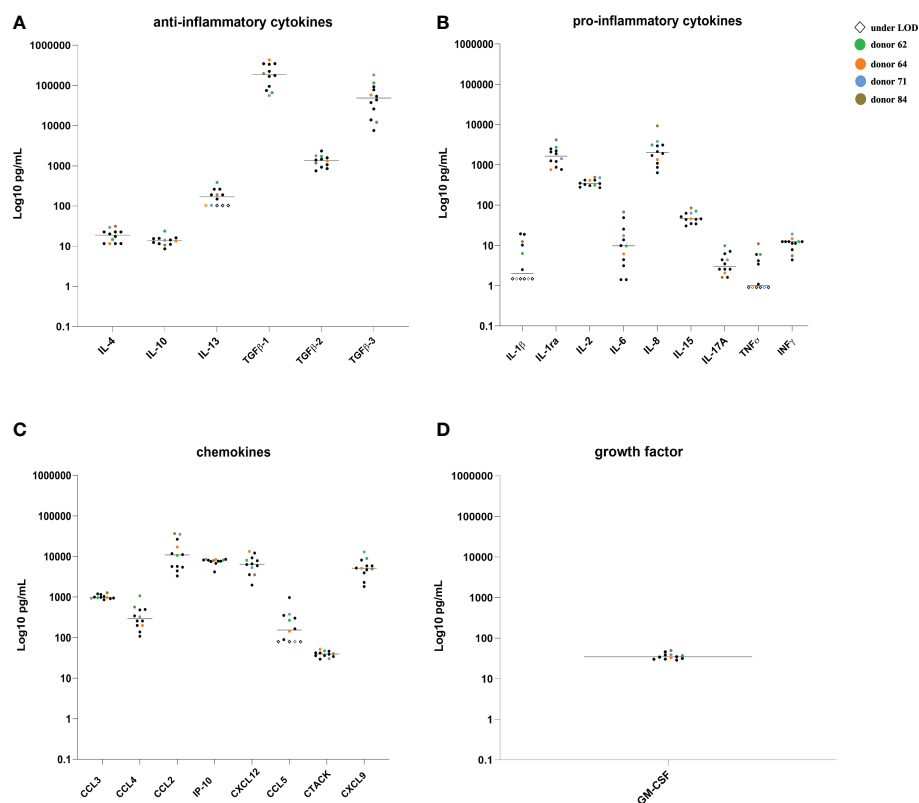 A
anti-inflammatory cytokines
Log10 pg/mL
1000000
100000
10000
1000
100
10
1
0.1
IL-4
IL-10
IL-13
TGFβ-1
TGFβ-2
TGFβ-3
B
pro-inflammatory cytokines
Log10 pg/mL
1000000
100000
10000
1000
100
10
1
0.1
IL-1β
IL-1ra
IL-2
IL-6
IL-8
IL-15
IL-17A
TNFα
INFγ
under LOD
donor 62
donor 64
donor 71
donor 84
C
chemokines
Log10 pg/mL
1000000
100000
10000
1000
100
10
1
0.1
CCL3
CCL4
CCL2
IP-10
CXCL12
CCL5
CTACK
CXCL9
D
growth factor
Log10 pg/mL
1000000
100000
10000
1000
100
10
1
0.1
GM-CSF